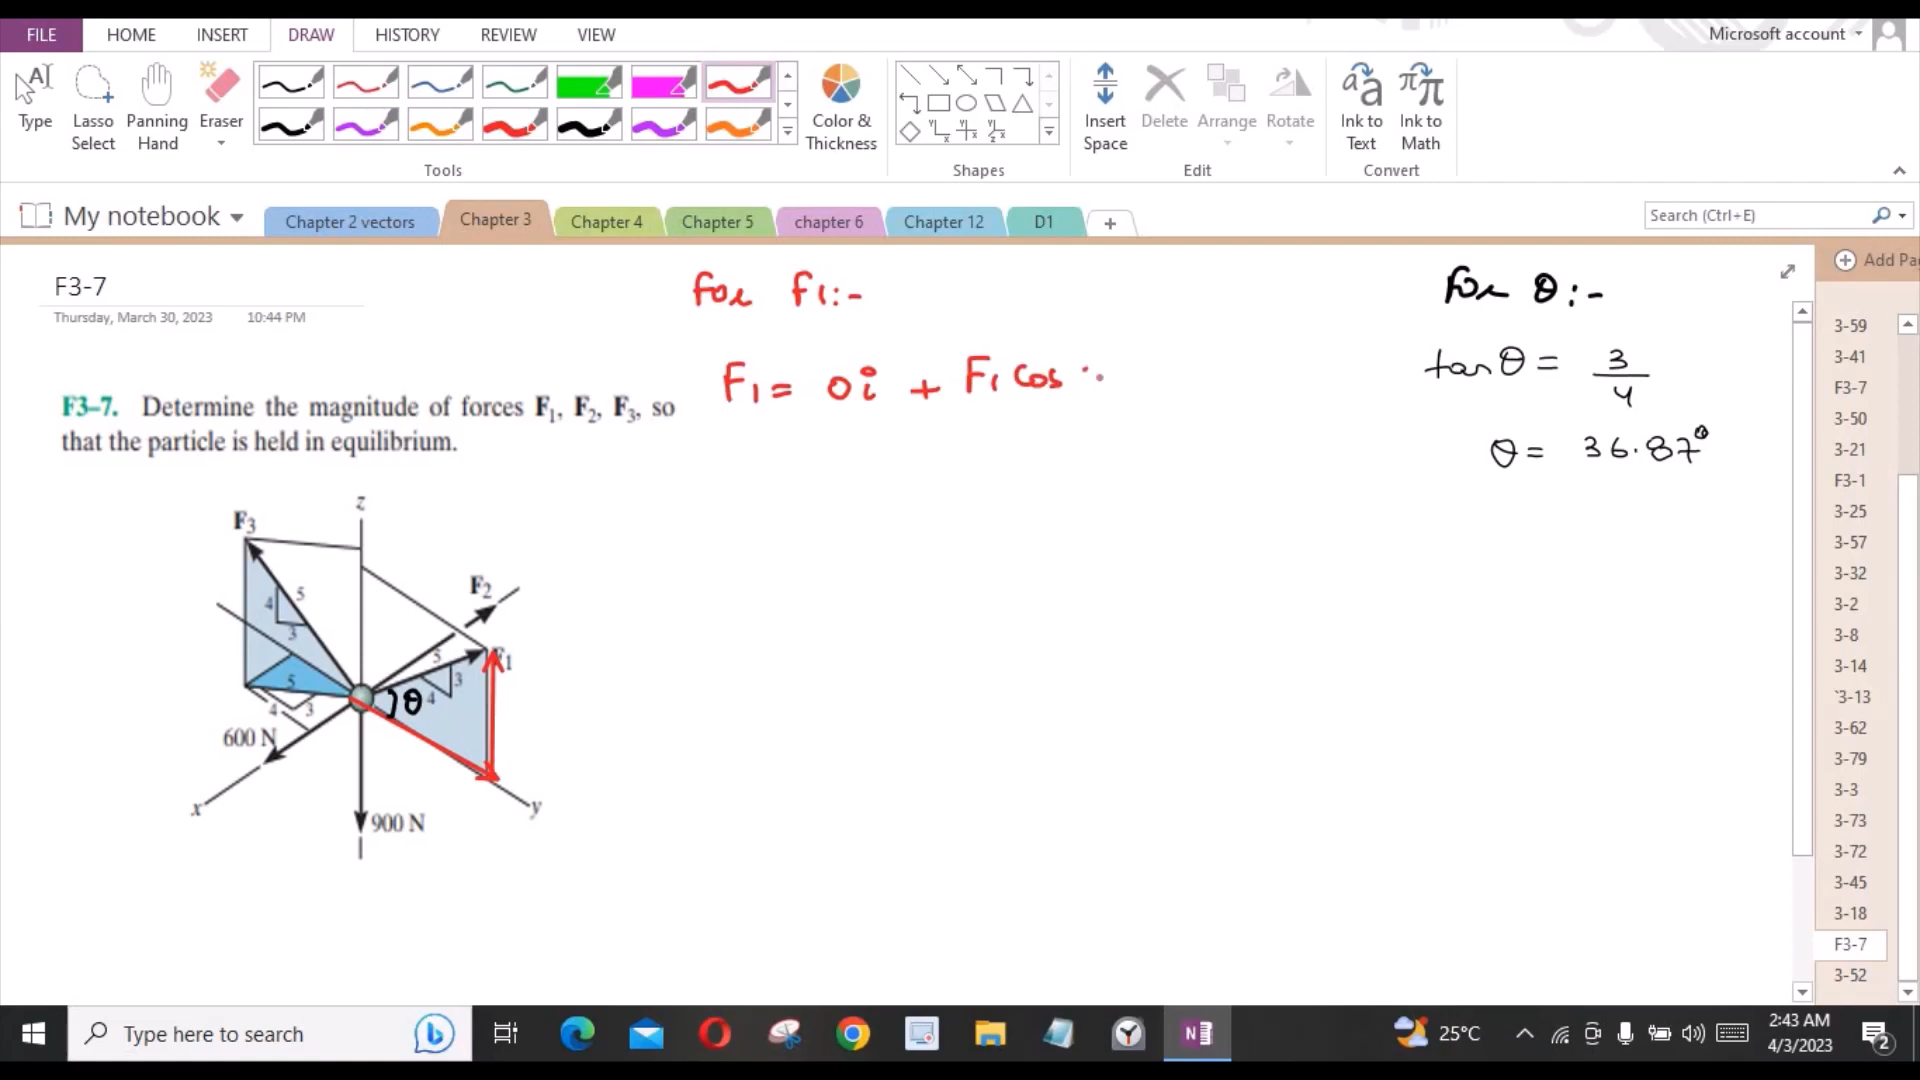 FILE HOME INSERT DRAW HISTORY REVIEW VIEW Microsoft account
Type
Lasso Select
Panning Hand
Eraser
Color & Thickness
Insert Space
Delete
Arrange
Rotate
Ink to Text
Ink to Math
Tools Shapes Edit Convert
My notebook Chapter 2 vectors Chapter 3 Chapter 4 Chapter 5 chapter 6 Chapter 12 D1 + Search (Ctrl+E)
F3-7
Thursday, March 30, 2023 10:44 PM
F3–7. Determine the magnitude of forces F₁, F₂, F₃, so
that the particle is held in equilibrium.
z
F₃
F₂
F₁
5
4
3
5
4
3
5
3
4
θ
600 N
x
y
900 N
For F1:-
F₁ = 0i + F₁ cos
For θ:-
tanθ = 3/4
θ = 36.87°
Add Pa
3-59
3-41
F3-7
3-50
3-21
F3-1
3-25
3-57
3-32
3-2
3-8
3-14
`3-13
3-62
3-79
3-3
3-73
3-72
3-45
3-18
F3-7
3-52
Type here to search
25°C
2:43 AM
4/3/2023
2